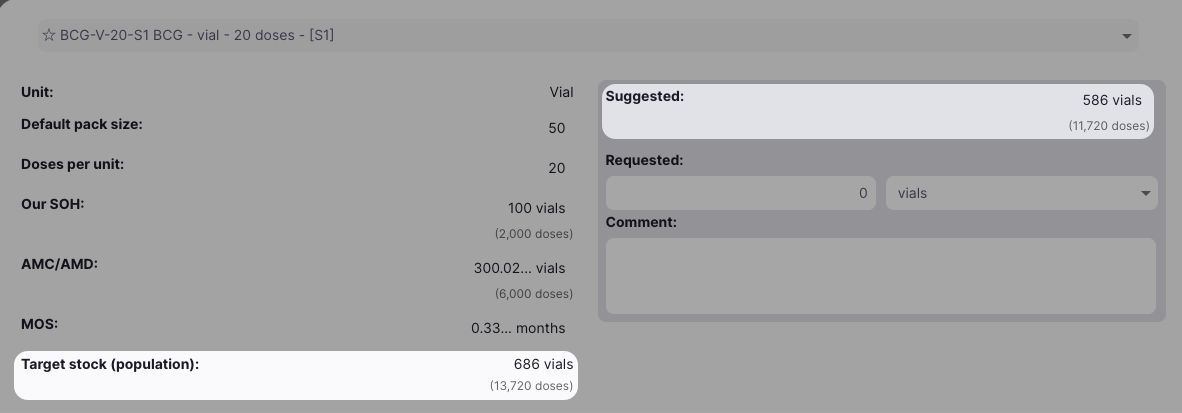 ☆ BCG-V-20-S1 BCG - vial - 20 doses - [S1]
Unit: Vial
Default pack size: 50
Doses per unit: 20
Our SOH: 100 vials
(2,000 doses)
AMC/AMD: 300.02... vials
(6,000 doses)
MOS: 0.33... months
Target stock (population): 686 vials
(13,720 doses)
Suggested: 586 vials
(11,720 doses)
Requested:
0 vials
Comment: